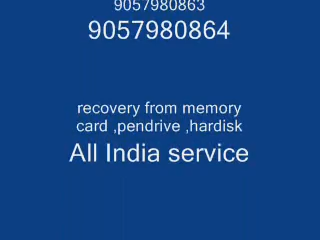 9057980863
9057980864
recovery from memory
card ,pendrive ,hardisk
All India service